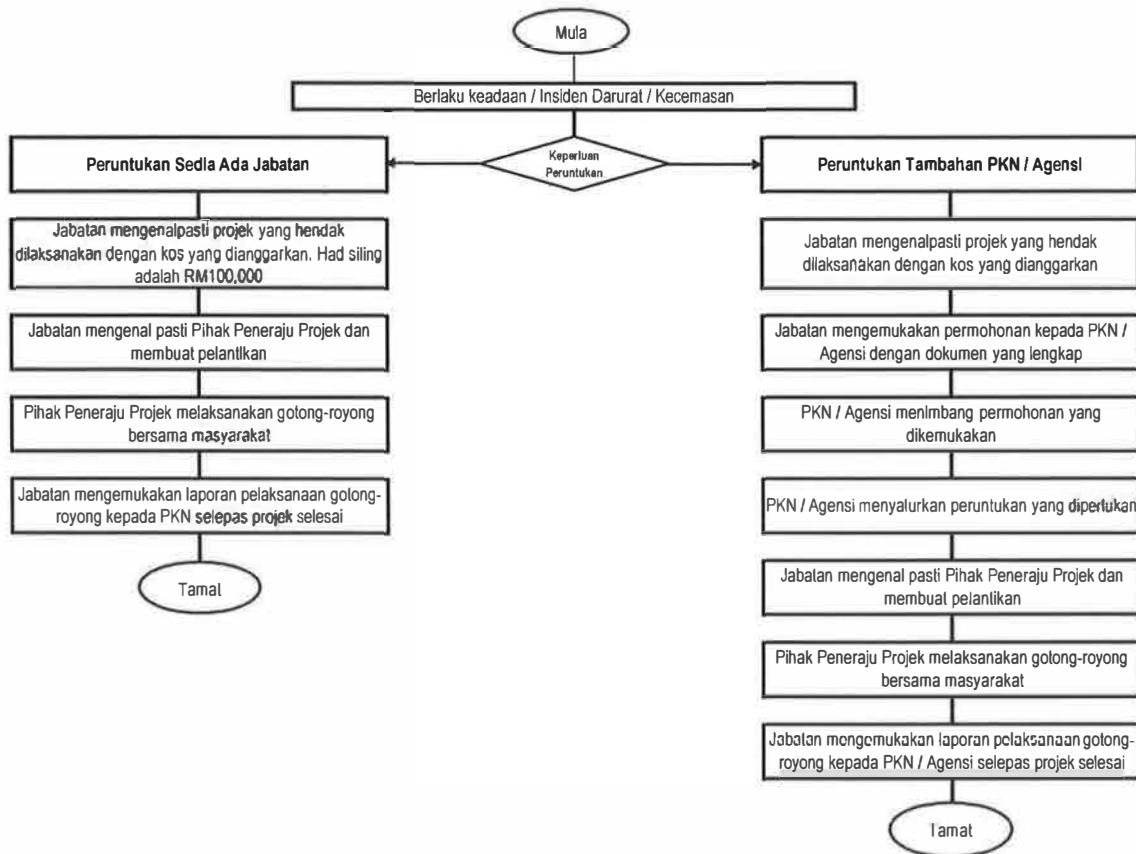 Mula
Berlaku keadaan / Insiden Darurat / Kecemasan
Keperluan
Peruntukan
Peruntukan Sedia Ada Jabatan
Jabatan mengenalpasti projek yang hendak
dilaksanakan dengan kos yang dianggarkan. Had siling
adalah RM100,000
Jabatan mengenal pasti Pihak Peneraju Projek dan
membuat pelantikan
Pihak Peneraju Projek melaksanakan gotong-royong
bersama masyarakat
Jabatan mengemukakan laporan pelaksanaan gotong-
royong kepada PKN selepas projek selesai
Tamat
Peruntukan Tambahan PKN / Agensi
Jabatan mengenalpasti projek yang hendak
dilaksanakan dengan kos yang dianggarkan
Jabatan mengemukakan permohonan kepada PKN /
Agensi dengan dokumen yang lengkap
PKN / Agensi menimbang permohonan yang
dikemukakan
PKN / Agensi menyalurkan peruntukan yang diperlukan
Jabatan mengenal pasti Pihak Peneraju Projek dan
membuat pelantikan
Pihak Peneraju Projek melaksanakan gotong-royong
bersama masyarakat
Jabatan mengemukakan laporan pelaksanaan gotong-
royong kepada PKN / Agensi selepas projek selesai
Tamat